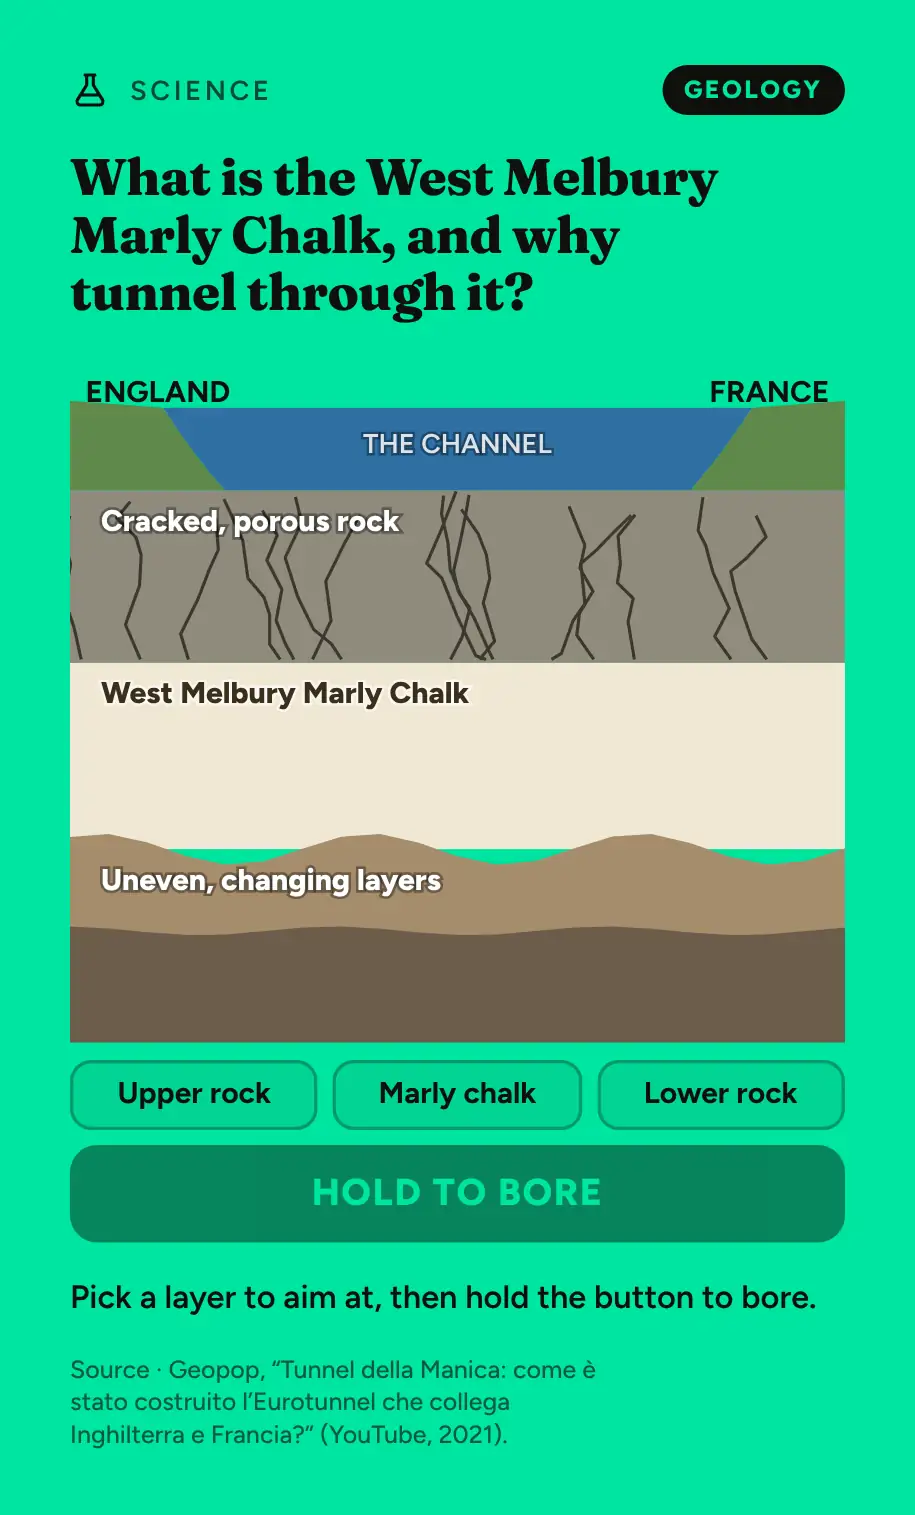 SCIENCE
GEOLOGY
What is the West Melbury
Marly Chalk, and why
tunnel through it?
ENGLAND
FRANCE
THE CHANNEL
Cracked, porous rock
West Melbury Marly Chalk
Uneven, changing layers
Upper rock
Marly chalk
Lower rock
HOLD TO BORE
Pick a layer to aim at, then hold the button to bore.
Source · Geopop, “Tunnel della Manica: come è
stato costruito l’Eurotunnel che collega
Inghilterra e Francia?” (YouTube, 2021).